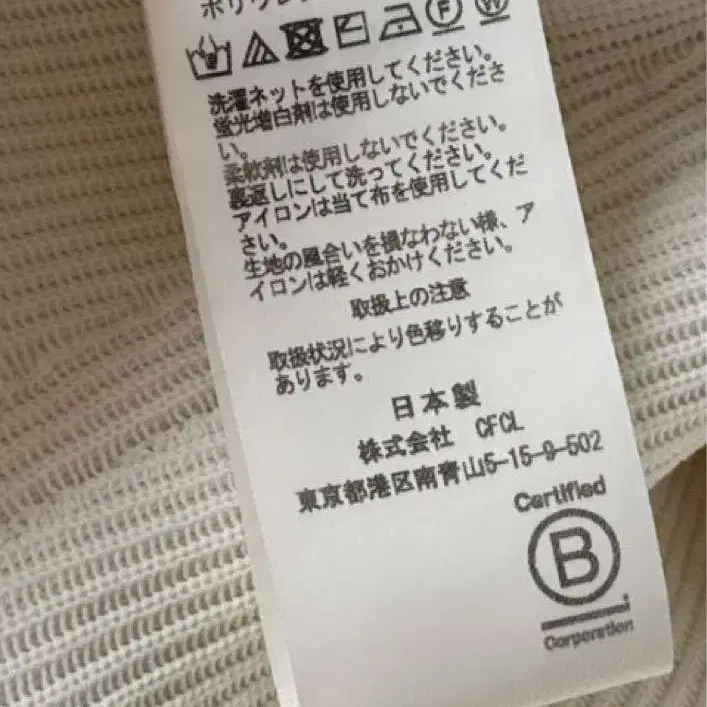 ポリウレ
F W
洗濯ネットを使用してください。
蛍光増白剤は使用しないでくださ
い。
柔軟剤は使用しないでください。
裏返しにして洗ってください。
アイロンは当て布を使用してくだ
さい。
生地の風合いを損なわない様、ア
イロンは軽くおかけください。
取扱上の注意
取扱状況により色移りすることが
あります。
日本製
株式会社 CFCL
東京都港区南青山5-15-9-502
Certified
B
Corporation